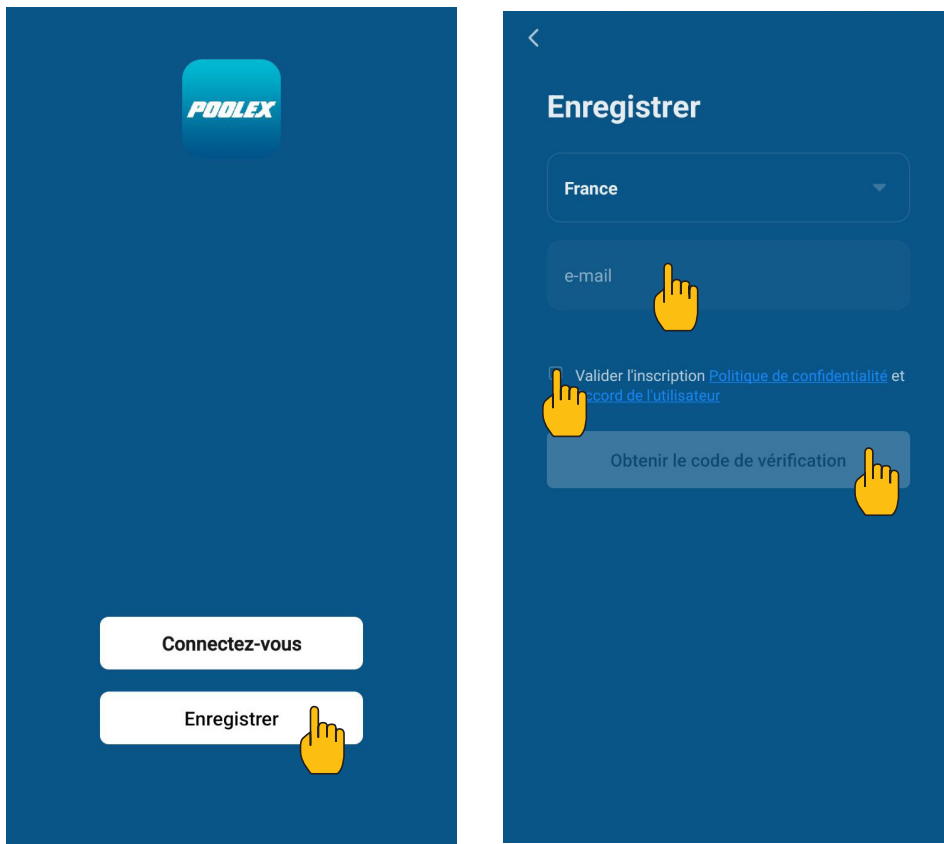 POOLEX
Connectez-vous
Enregistrer
Enregistrer
France
e-mail
Valider l'inscription Politique de confidentialité et
ccord de l'utilisateur
Obtenir le code de vérification